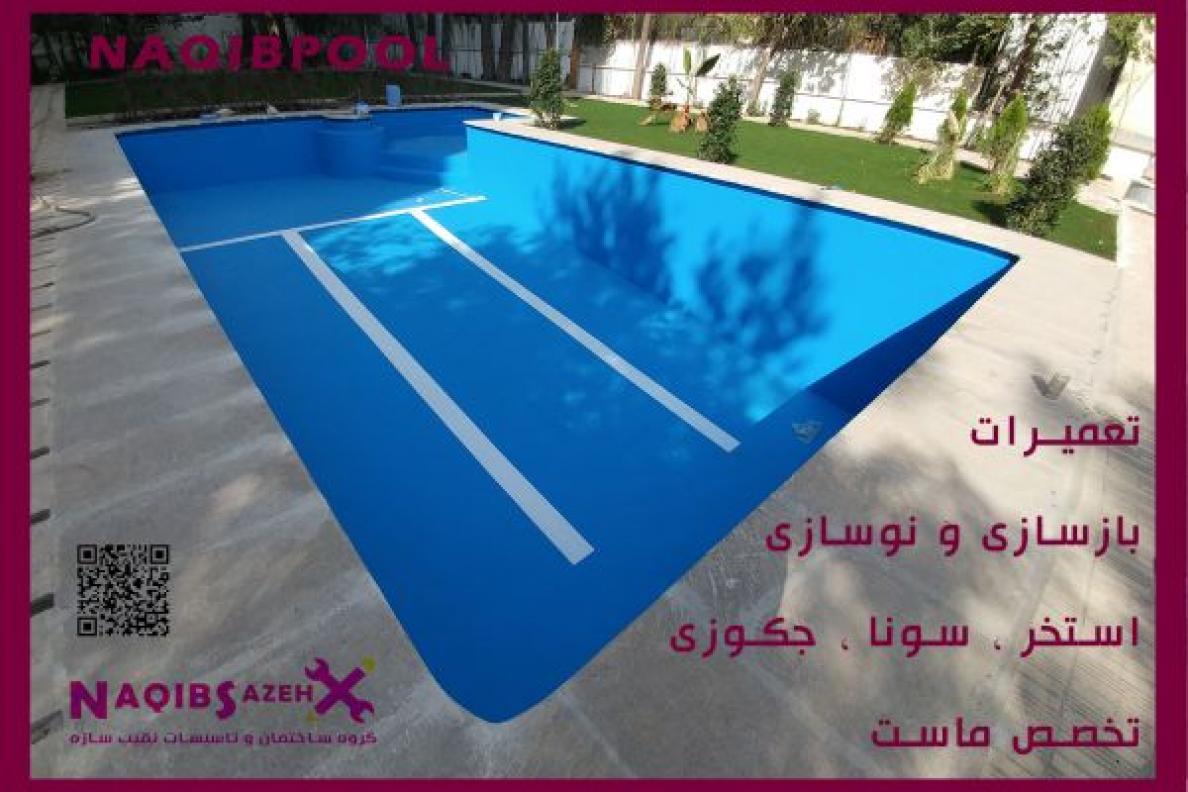 NAQIBPOOL
تعمیرات
بازسازی و نوسازی
استخر ، سونا ، جکوزی
تخصص ماست
NAQIBSAZEH
گروه ساختمان و تاسیسات نقیب سازه